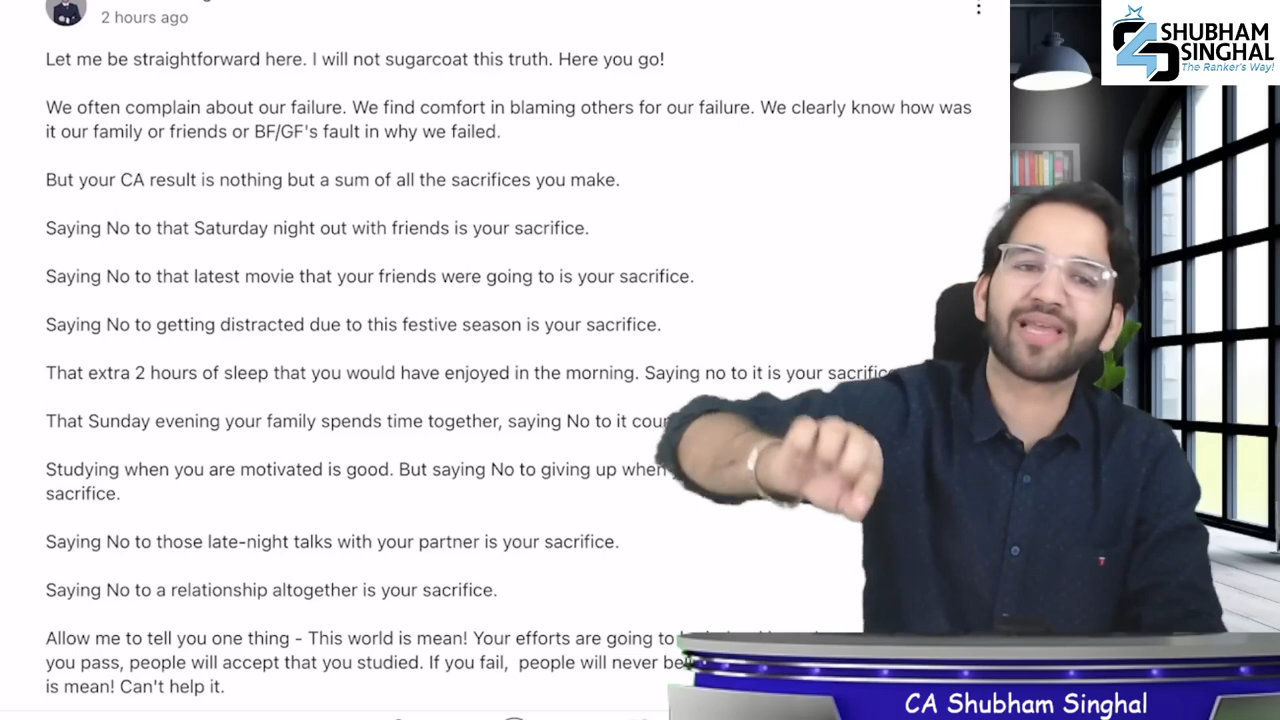 2 hours ago
Let me be straightforward here. I will not sugarcoat this truth. Here you go!
We often complain about our failure. We find comfort in blaming others for our failure. We clearly know how was
it our family or friends or BF/GF's fault in why we failed.
But your CA result is nothing but a sum of all the sacrifices you make.
Saying No to that Saturday night out with friends is your sacrifice.
Saying No to that latest movie that your friends were going to is your sacrifice.
Saying No to getting distracted due to this festive season is your sacrifice.
That extra 2 hours of sleep that you would have enjoyed in the morning. Saying no to it is your
That Sunday evening your family spends time together, saying No to it
Studying when you are motivated is good. But saying No to giving up when
sacrifice.
Saying No to those late-night talks with your partner is your sacrifice.
Saying No to a relationship altogether is your sacrifice.
Allow me to tell you one thing - This world is mean! Your efforts are going to
you pass, people will accept that you studied. If you fail, people will never
is mean! Can't help it.
SHUBHAM
SINGHAL
The Ranker's Way!
CA Shubham Singhal